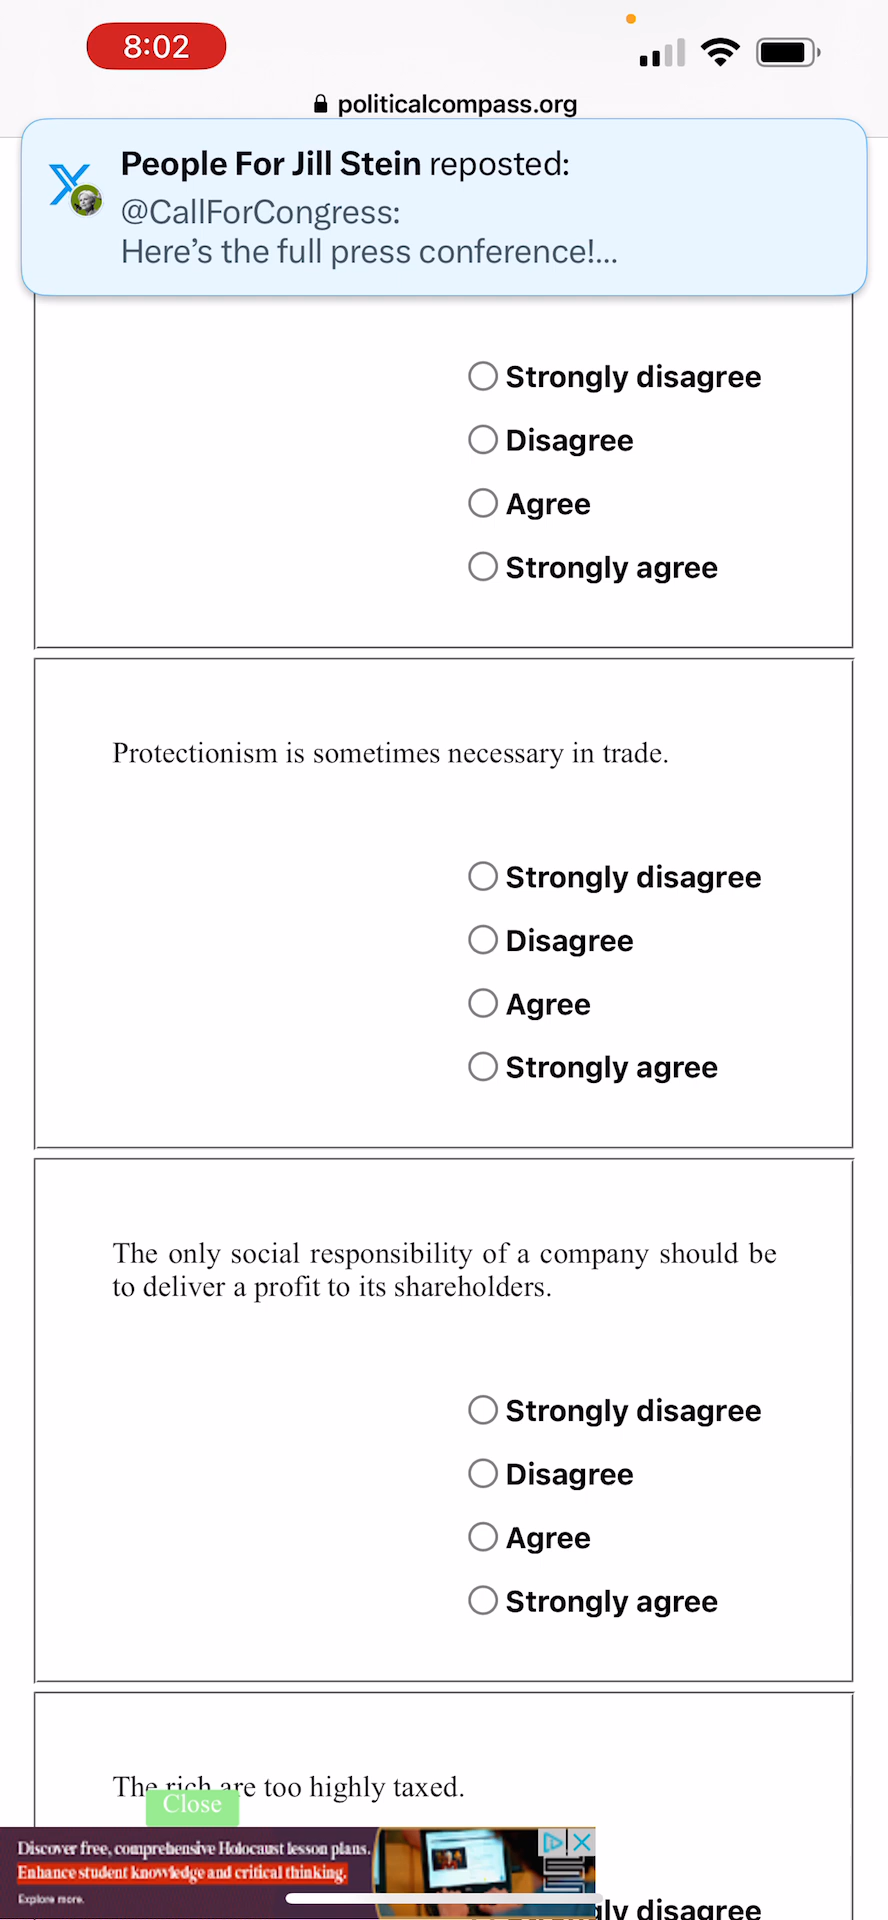 8:02
politicalcompass.org
People For Jill Stein reposted:
@CallForCongress:
Here's the full press conference!...
Strongly disagree
Disagree
Agree
Strongly agree
Protectionism is sometimes necessary in trade.
Strongly disagree
Disagree
Agree
Strongly agree
The only social responsibility of a company should be
to deliver a profit to its shareholders.
Strongly disagree
Disagree
Agree
Strongly agree
The rich are too highly taxed.
Close
Discover free, comprehensive Holocaust lesson plans.
Enhance student knowledge and critical thinking.
Explore more.
disagree